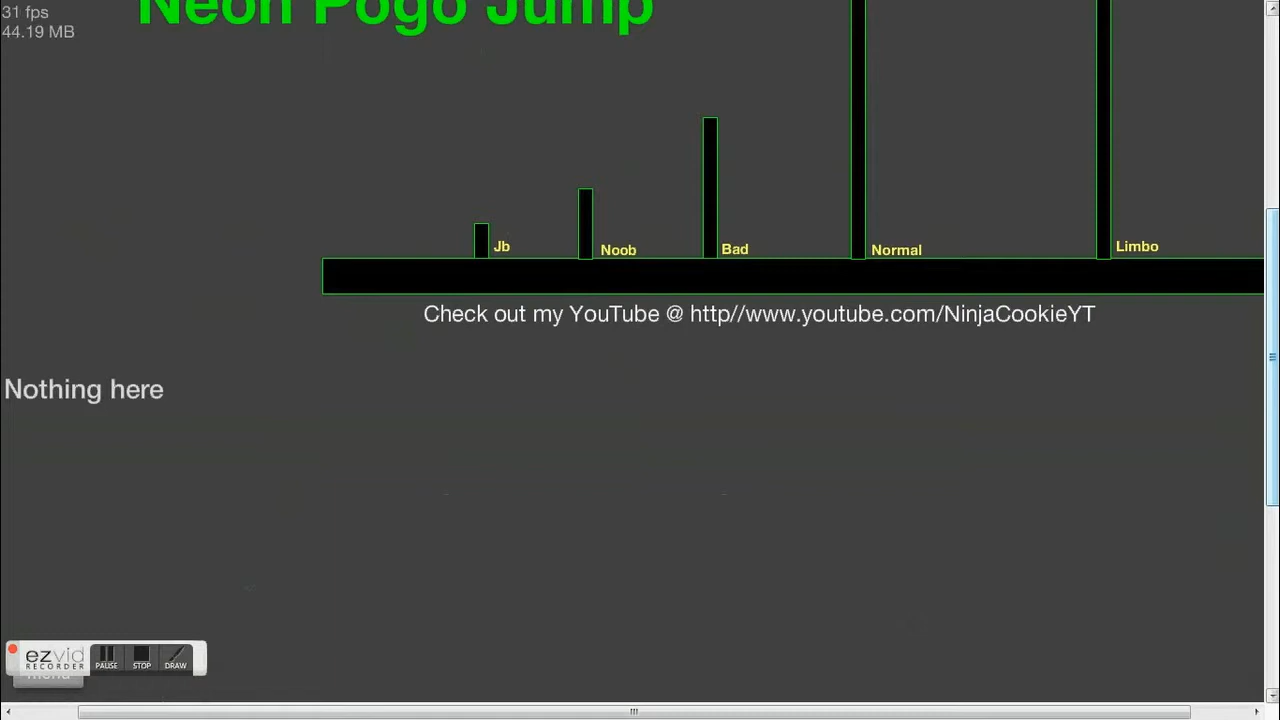 31 fps
44.19 MB
Neon Pogo Jump
Jb
Noob
Bad
Normal
Limbo
Check out my YouTube @ http//www.youtube.com/NinjaCookieYT
Nothing here
ezvid
RECORDER
PAUSE
STOP
DRAW
Menu